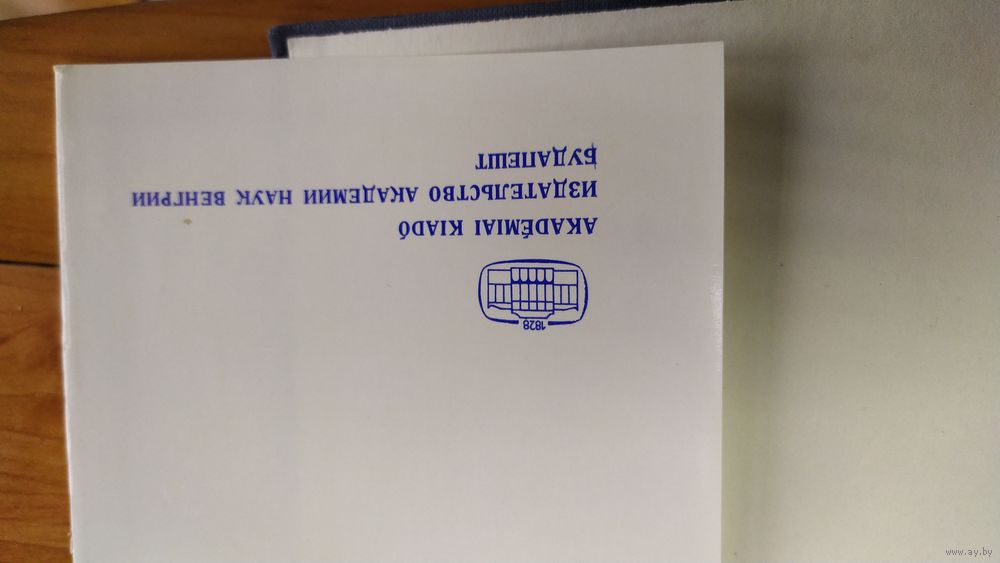 1828
AKADÉMIAI KIADÓ
ИЗДАТЕЛЬСТВО АКАДЕМИИ НАУК ВЕНГРИИ
БУДАПЕШТ
www.ay.by